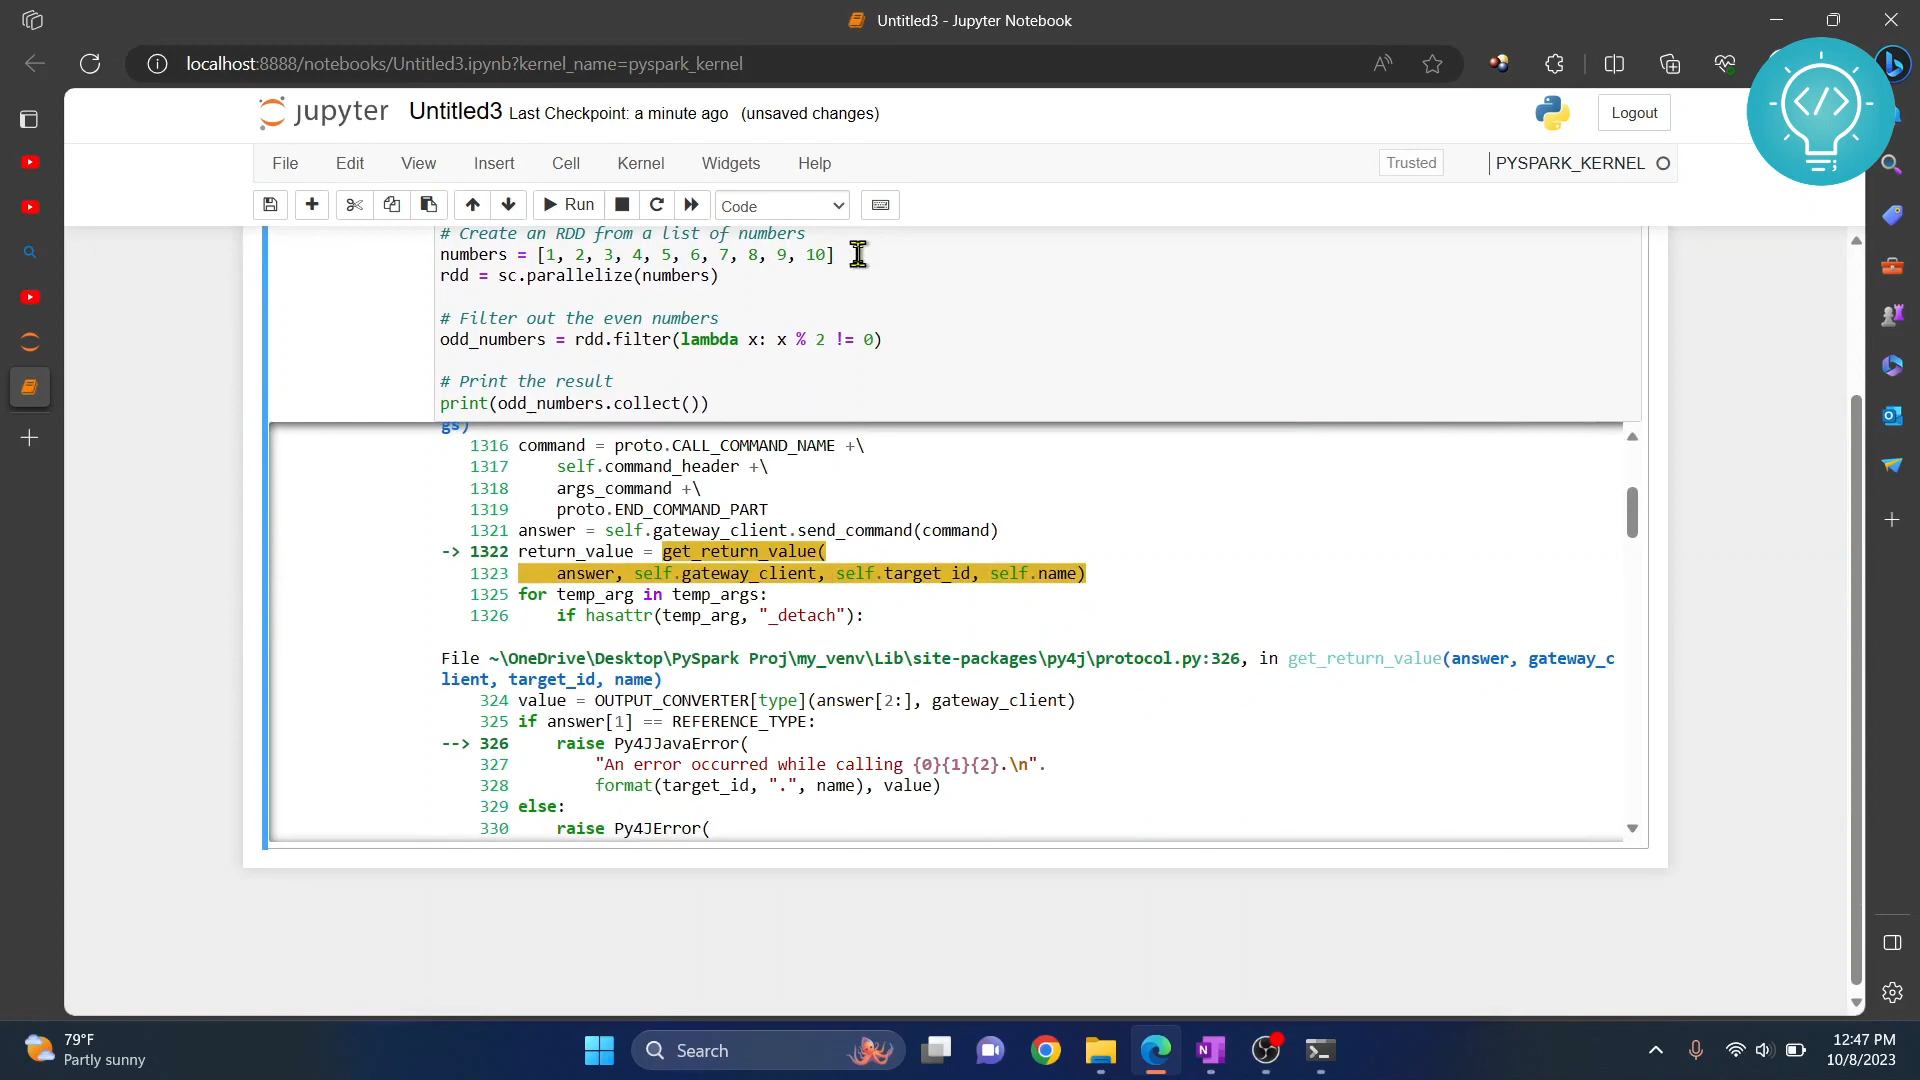 Untitled3 - Jupyter Notebook
localhost:8888/notebooks/Untitled3.ipynb?kernel_name=pyspark_kernel
jupyter Untitled3 Last Checkpoint: a minute ago (unsaved changes)
Logout
File Edit View Insert Cell Kernel Widgets Help
Trusted
PYSPARK_KERNEL
Run
Code
# Create an RDD from a list of numbers
numbers = [1, 2, 3, 4, 5, 6, 7, 8, 9, 10]
rdd = sc.parallelize(numbers)
# Filter out the even numbers
odd_numbers = rdd.filter(lambda x: x % 2 != 0)
# Print the result
print(odd_numbers.collect())
gs)
1316 command = proto.CALL_COMMAND_NAME +\
1317     self.command_header +\
1318     args_command +\
1319     proto.END_COMMAND_PART
1321 answer = self.gateway_client.send_command(command)
-> 1322 return_value = get_return_value(
1323     answer, self.gateway_client, self.target_id, self.name)
1325 for temp_arg in temp_args:
1326     if hasattr(temp_arg, "_detach"):
File ~\OneDrive\Desktop\PySpark Proj\my_venv\Lib\site-packages\py4j\protocol.py:326, in get_return_value(answer, gateway_c
lient, target_id, name)
324 value = OUTPUT_CONVERTER[type](answer[2:], gateway_client)
325 if answer[1] == REFERENCE_TYPE:
--> 326     raise Py4JJavaError(
327         "An error occurred while calling {0}{1}{2}.\n".
328         format(target_id, ".", name), value)
329 else:
330     raise Py4JError(
79°F
Partly sunny
Search
12:47 PM
10/8/2023